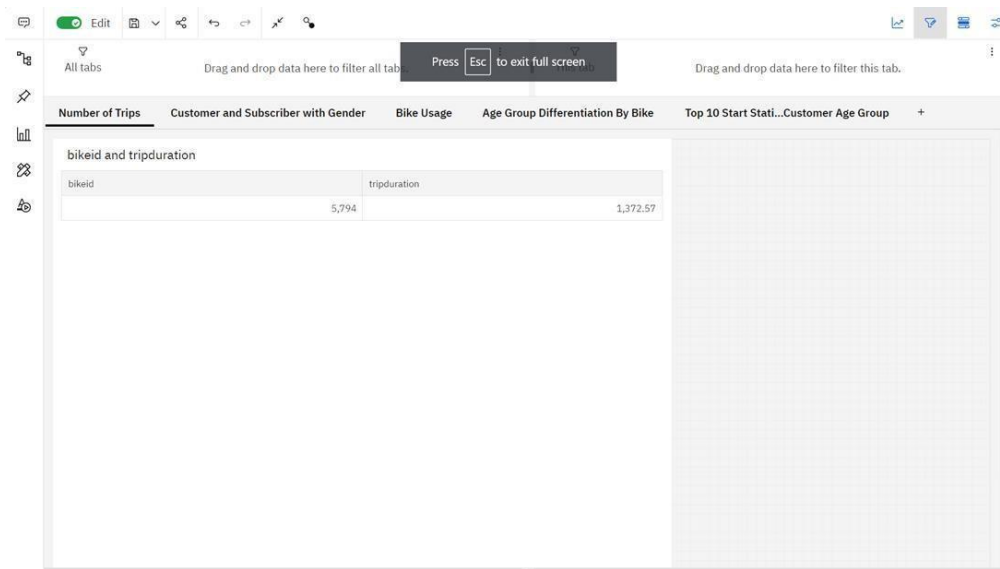 Edit
All tabs
Drag and drop data here to filter all tabs.
Press Esc to exit full screen
Drag and drop data here to filter this tab.
Number of Trips
Customer and Subscriber with Gender
Bike Usage
Age Group Differentiation By Bike
Top 10 Start Stati...Customer Age Group
+
bikeid and tripduration
bikeid
tripduration
5,794
1,372.57